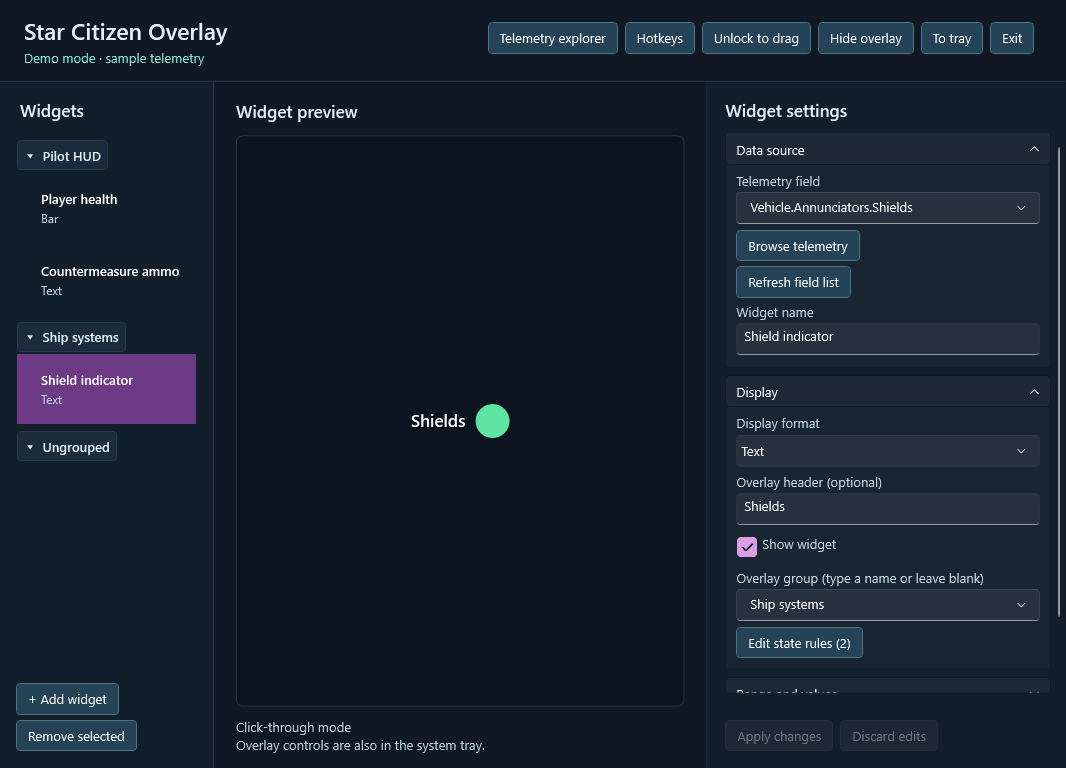 Star Citizen Overlay
Demo mode · sample telemetry
Telemetry explorer
Hotkeys
Unlock to drag
Hide overlay
To tray
Exit
Widgets
Pilot HUD
Player health
Bar
Countermeasure ammo
Text
Ship systems
Shield indicator
Text
Ungrouped
+ Add widget
Remove selected
Widget preview
Shields
Click-through mode
Overlay controls are also in the system tray.
Widget settings
Data source
Telemetry field
Vehicle.Annunciators.Shields
Browse telemetry
Refresh field list
Widget name
Shield indicator
Display
Display format
Text
Overlay header (optional)
Shields
Show widget
Overlay group (type a name or leave blank)
Ship systems
Edit state rules (2)
Range and values
Apply changes
Discard edits